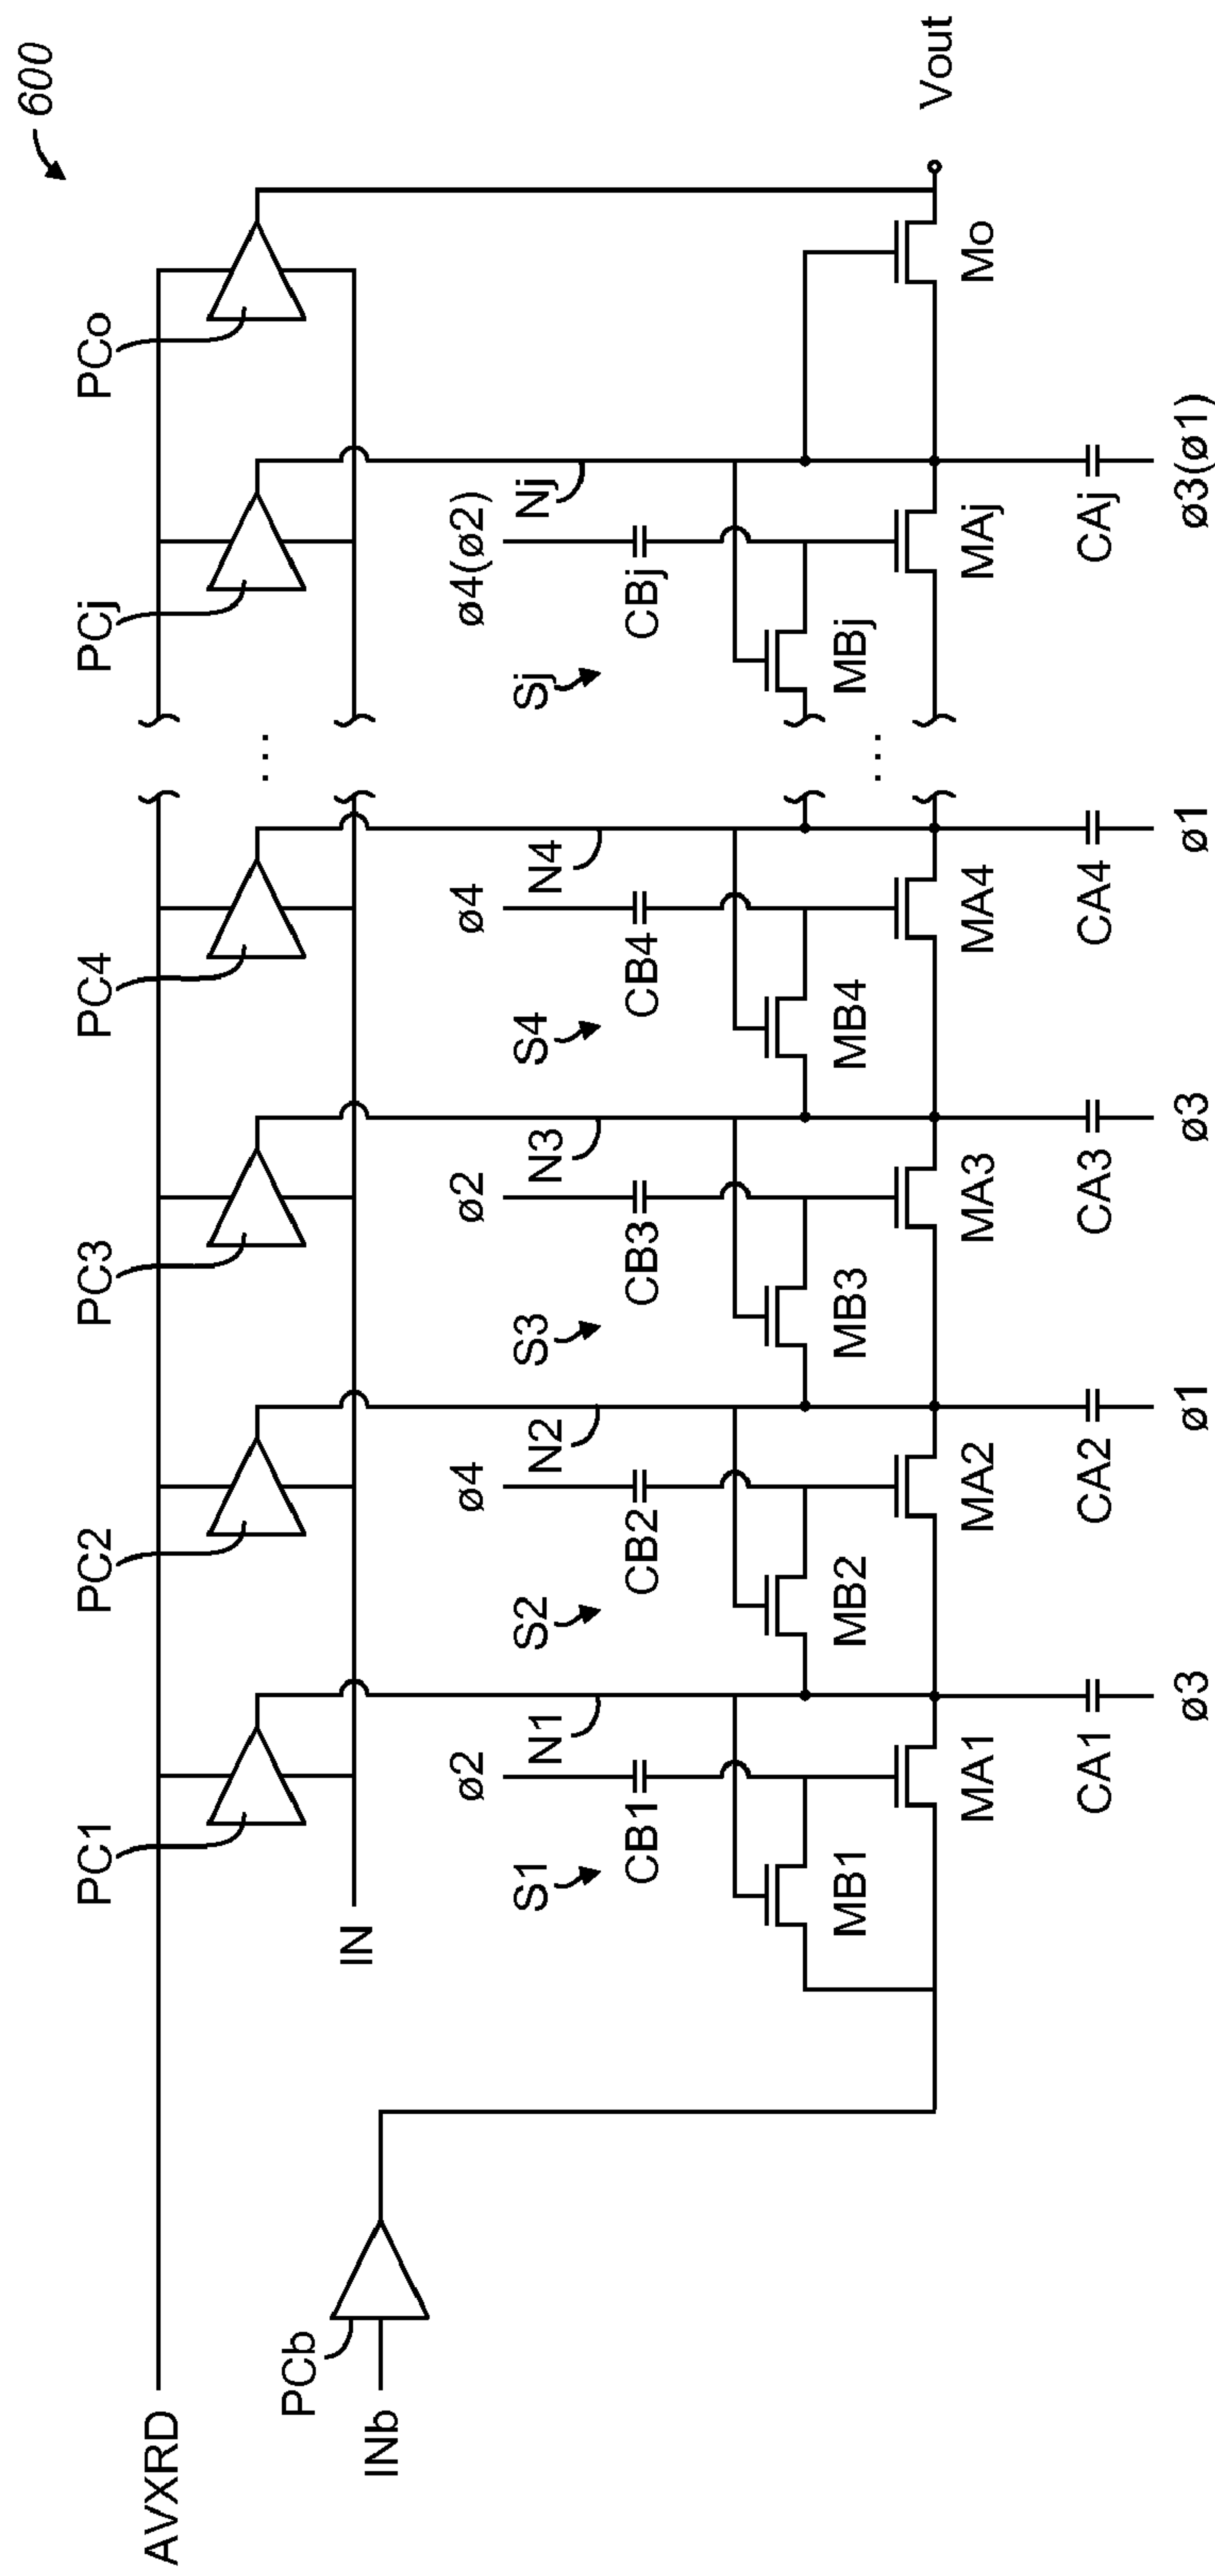 600
PC1
PC2
PC3
PC4
PCj
PCo
AVXRD
IN
PCb
INb
ø2
ø4
ø2
ø4
ø4(ø2)
N1
N2
N3
N4
Nj
S1
S2
S3
S4
Sj
CB1
CB2
CB3
CB4
CBj
MB1
MB2
MB3
MB4
MBj
Vout
MA1
MA2
MA3
MA4
MAj
Mo
CA1
CA2
CA3
CA4
CAj
ø3
ø1
ø3
ø1
ø3(ø1)